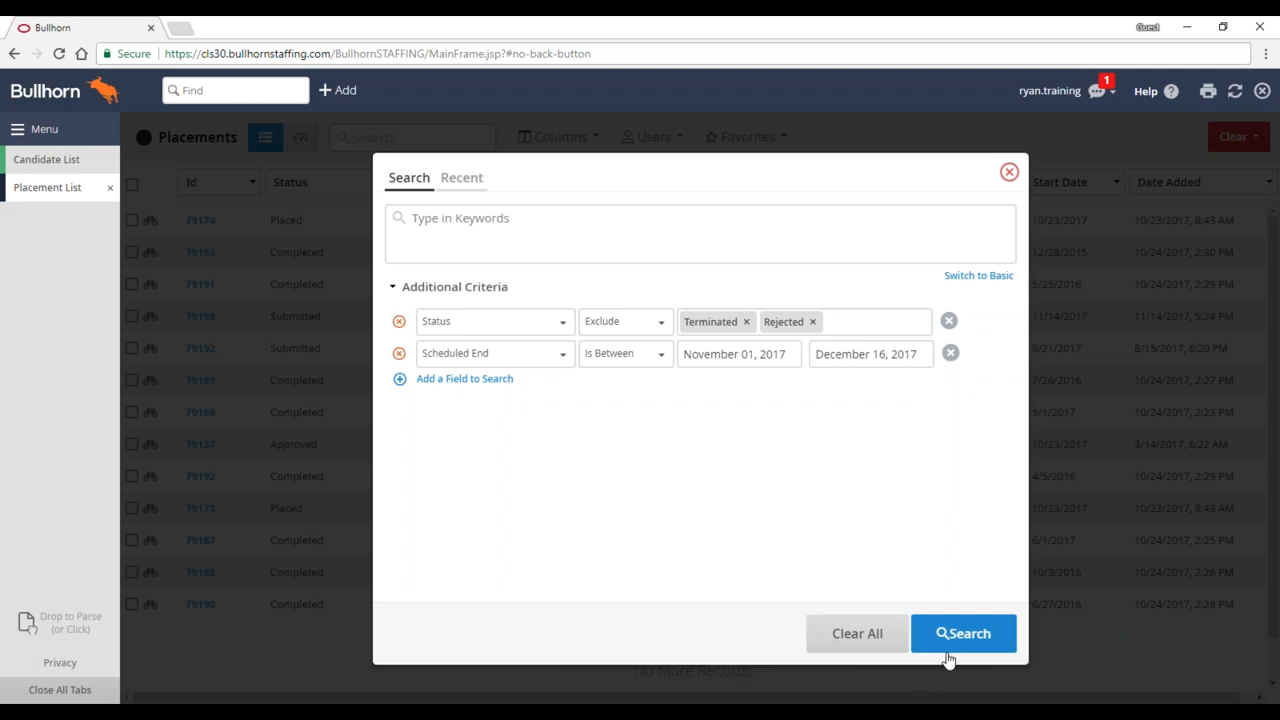 Bullhorn
Guest
Secure https://cls30.bullhornstaffing.com/BullhornSTAFFING/MainFrame.jsp?#no-back-button
Bullhorn Find Add ryan.training 1 Help
Menu
Placements Search Columns Users Favorites Clear
Candidate List
Placement List
Id Status Start Date Date Added
79174 Placed 10/23/2017 10/23/2017, 8:43 AM
79193 Completed 12/28/2015 10/24/2017, 2:30 PM
79191 Completed 5/25/2016 10/24/2017, 2:29 PM
79198 Submitted 11/14/2017 11/14/2017, 5:24 PM
79152 Submitted 8/21/2017 8/15/2017, 6:20 PM
79189 Completed 7/26/2016 10/24/2017, 2:27 PM
79186 Completed 9/1/2017 10/24/2017, 2:23 PM
79137 Approved 10/23/2017 3/14/2017, 6:22 AM
79192 Completed 4/5/2016 10/24/2017, 2:29 PM
79173 Placed 10/23/2017 10/23/2017, 8:43 AM
79187 Completed 6/1/2017 10/24/2017, 2:25 PM
79188 Completed 10/3/2016 10/24/2017, 2:26 PM
79190 Completed 6/27/2016 10/24/2017, 2:28 PM
No More Records
Search Recent
Type in Keywords
Switch to Basic
Additional Criteria
Status Exclude Terminated Rejected
Scheduled End Is Between November 01, 2017 December 16, 2017
Add a Field to Search
Clear All Search
Drop to Parse
(or Click)
Privacy
Close All Tabs